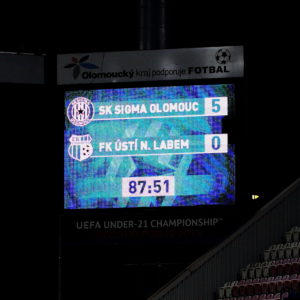 Olomoucký kraj podporuje FOTBAL
SK SIGMA OLOMOUC 5
FK ÚSTÍ N. LABEM 0
87:51
UEFA UNDER-21 CHAMPIONSHIP